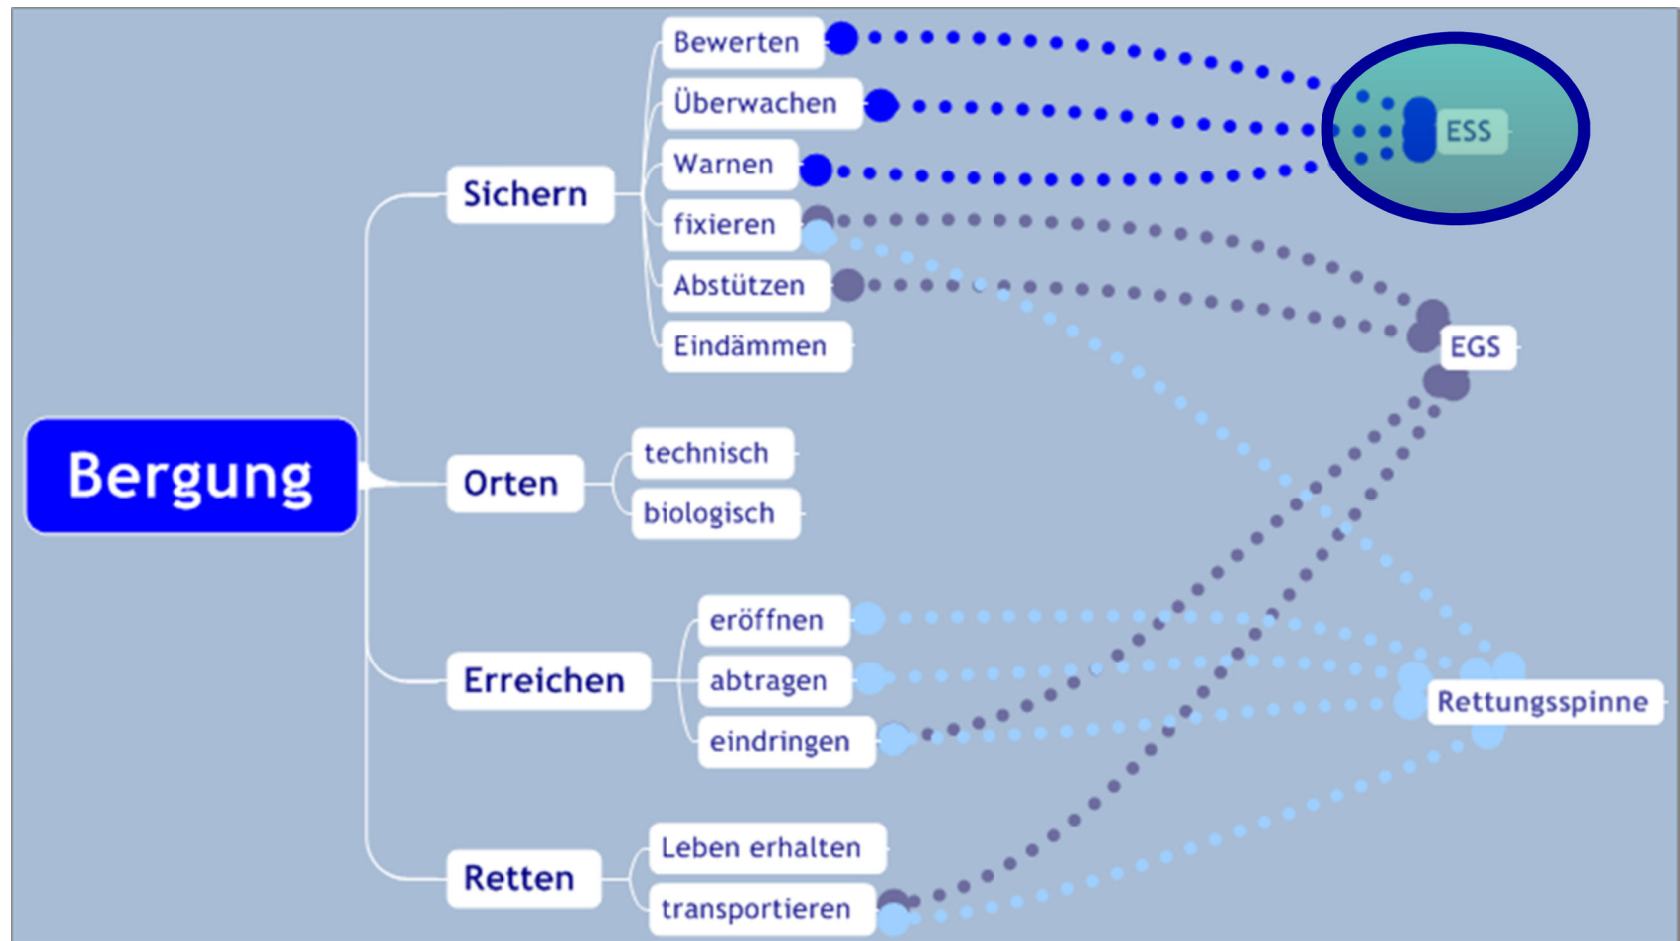 Bergung
Sichern
Bewerten
Überwachen
Warnen
fixieren
Abstützen
Eindämmen
Orten
technisch
biologisch
Erreichen
eröffnen
abtragen
eindringen
Retten
Leben erhalten
transportieren
ESS
EGS
Rettungsspinne